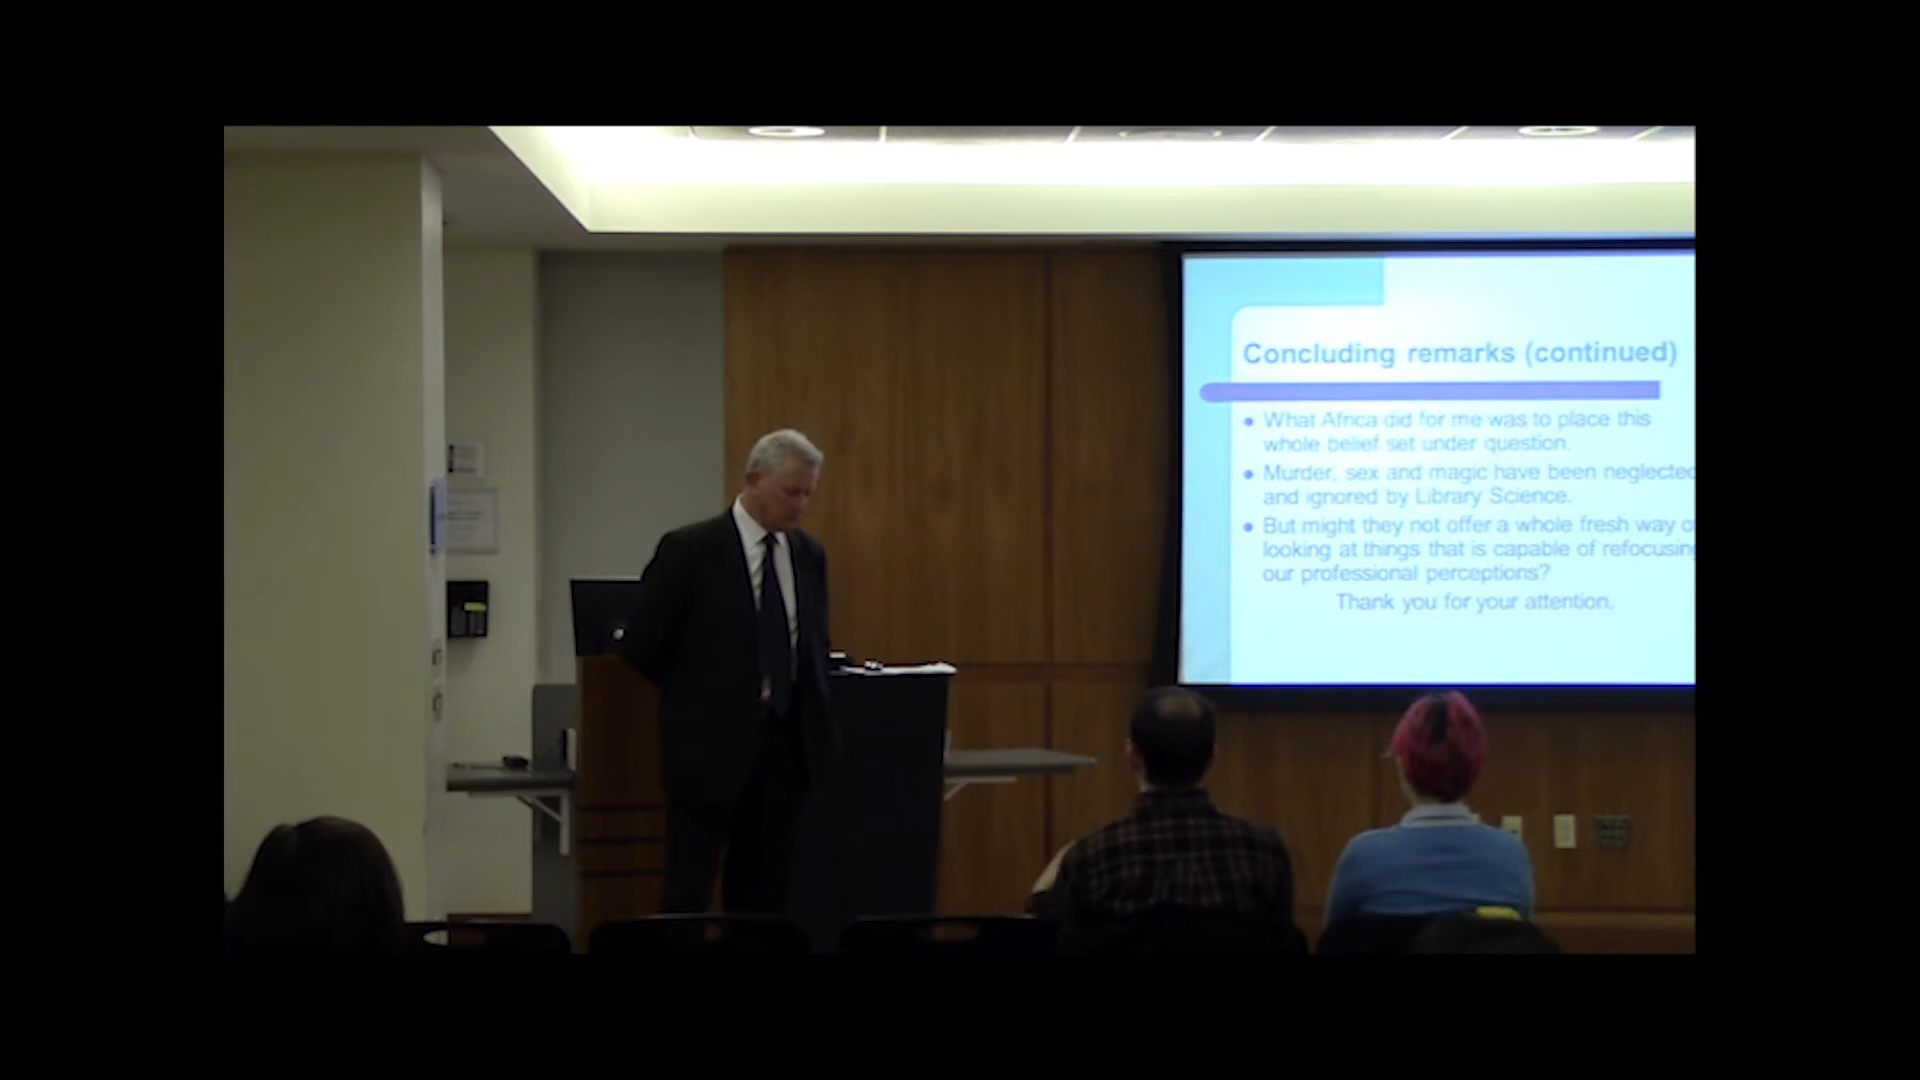 Concluding remarks (continued)
What Africa did for me was to place this
whole belief set under question.
Murder, sex and magic have been neglected
and ignored by Library Science.
But might they not offer a whole fresh way
looking at things that is capable of
our professional perceptions?
Thank you for your attention.